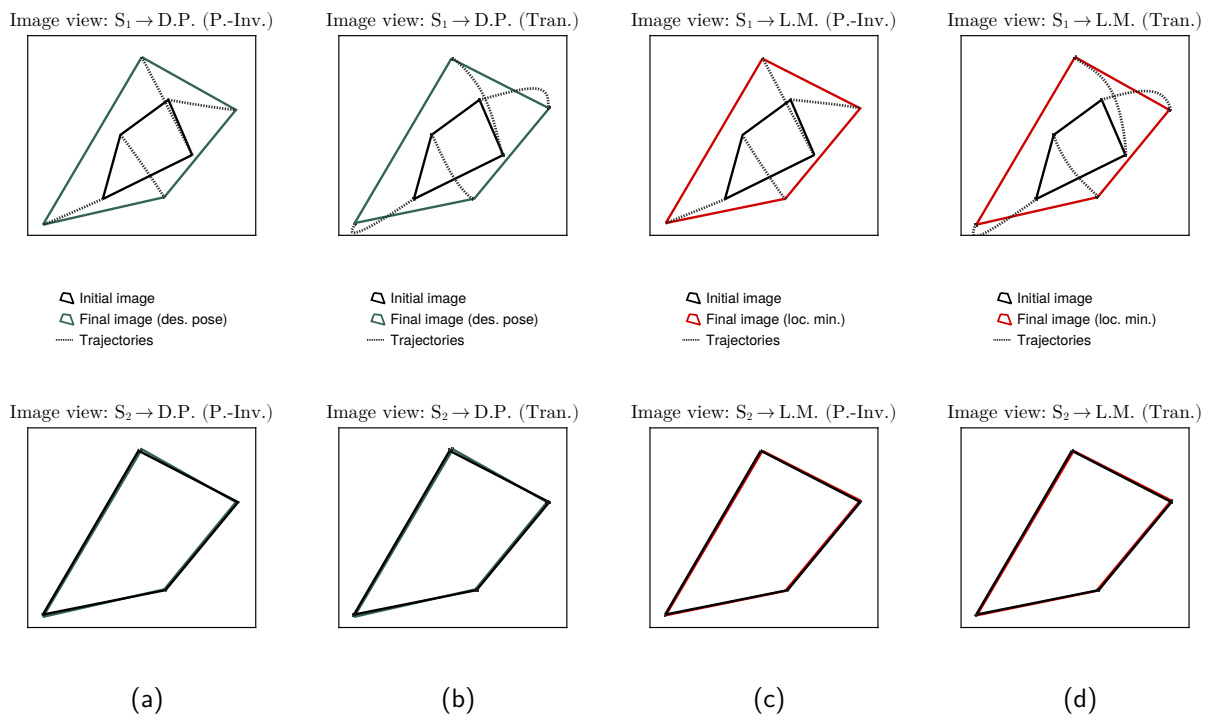 Image view: S₁→D.P. (P.-Inv.)
Image view: S₁→D.P. (Tran.)
Image view: S₁→L.M. (P.-Inv.)
Image view: S₁→L.M. (Tran.)
Initial image
Final image (des. pose)
Trajectories
Initial image
Final image (des. pose)
Trajectories
Initial image
Final image (loc. min.)
Trajectories
Initial image
Final image (loc. min.)
Trajectories
Image view: S₂→D.P. (P.-Inv.)
Image view: S₂→D.P. (Tran.)
Image view: S₂→L.M. (P.-Inv.)
Image view: S₂→L.M. (Tran.)
(a)
(b)
(c)
(d)